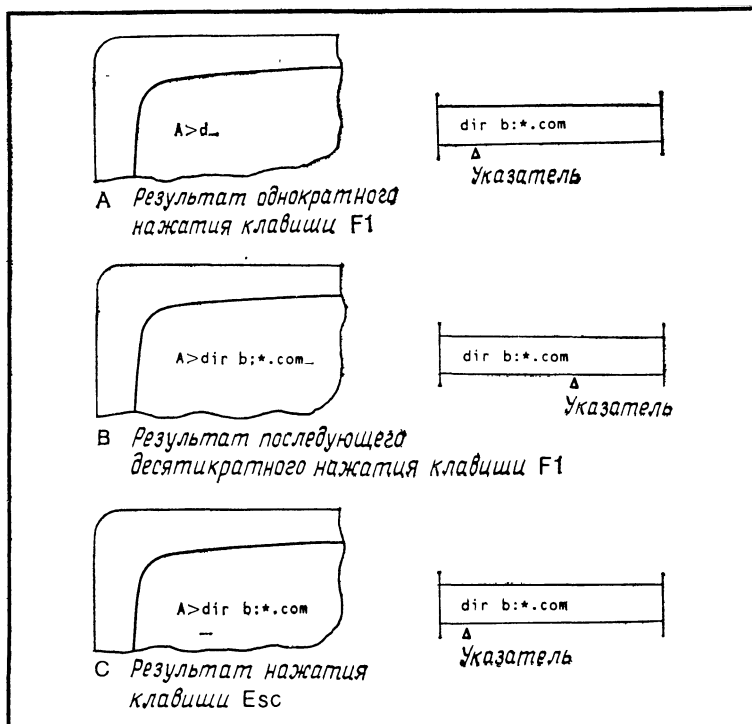 A>d_
dir b:*.com
Указатель
A Результат однократного
нажатия клавиши F1
A>dir b;*.com_
dir b:*.com
Указатель
B Результат последующего
десятикратного нажатия клавиши F1
A>dir b:*.com
_
dir b:*.com
Указатель
C Результат нажатия
клавиши Esc